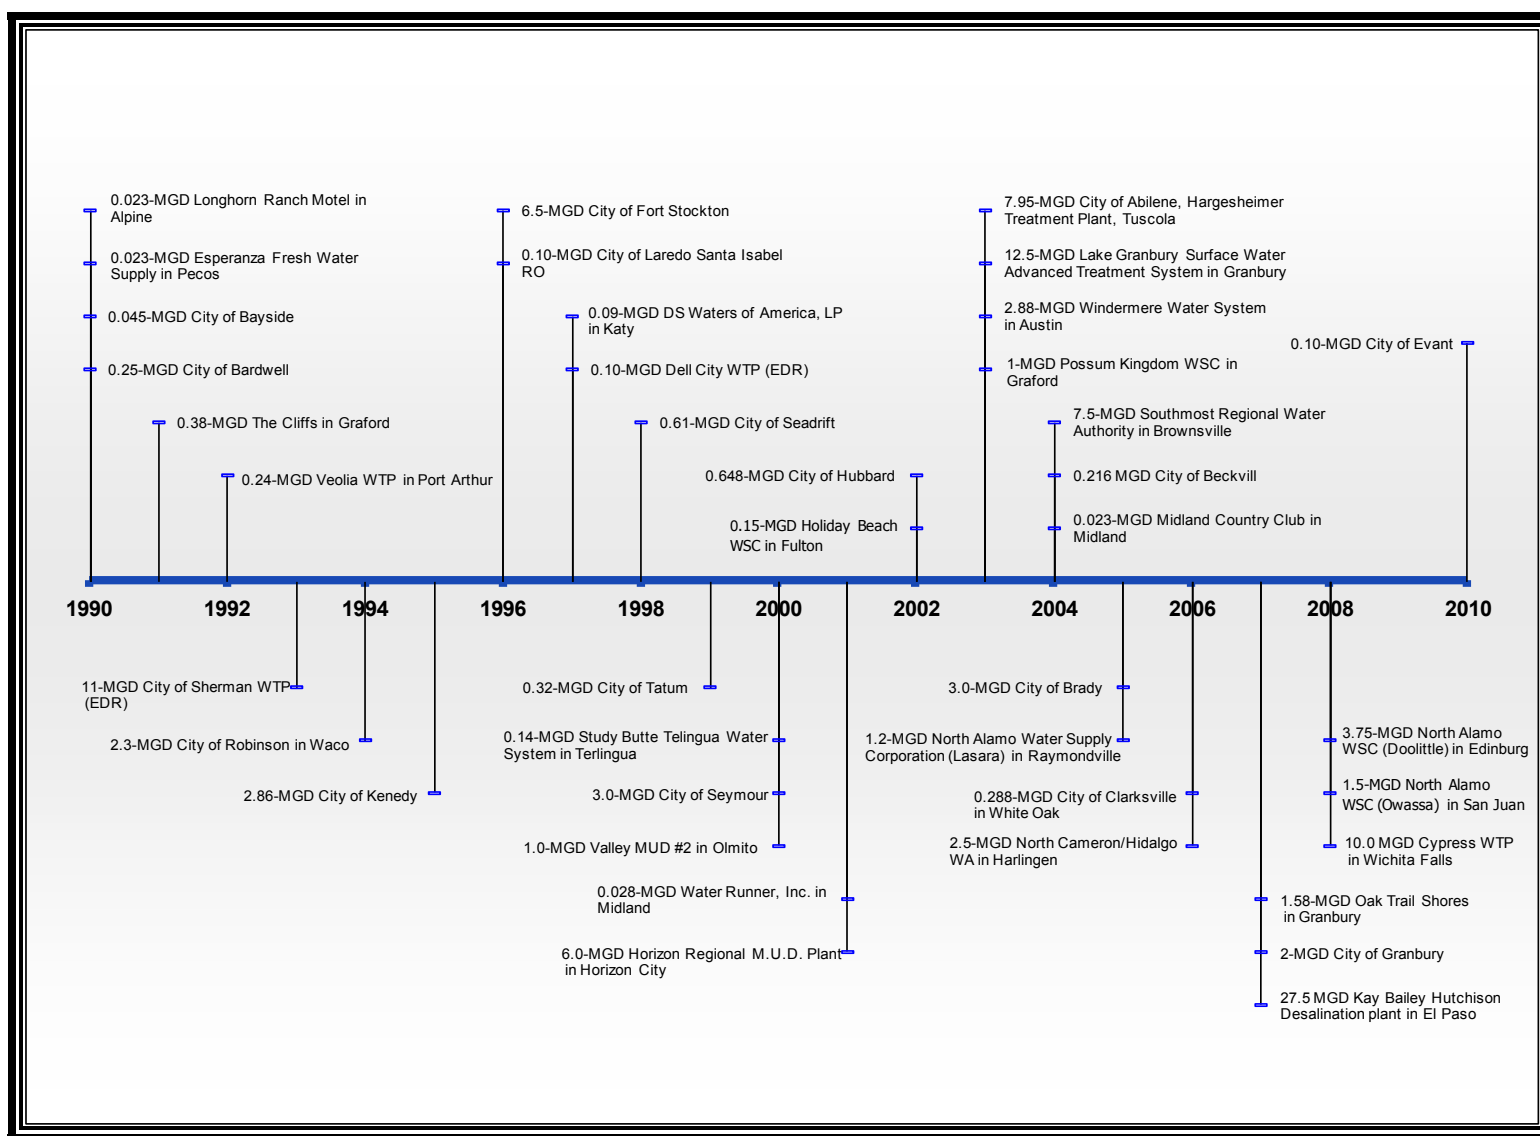 0.023-MGD Longhorn Ranch Motel in
Alpine
0.023-MGD Esperanza Fresh Water
Supply in Pecos
0.045-MGD City of Bayside
0.25-MGD City of Bardwell
0.38-MGD The Cliffs in Graford
0.24-MGD Veolia WTP in Port Arthur
6.5-MGD City of Fort Stockton
0.10-MGD City of Laredo Santa Isabel
RO
0.09-MGD DS Waters of America, LP
in Katy
0.10-MGD Dell City WTP (EDR)
0.61-MGD City of Seadrift
0.648-MGD City of Hubbard
0.15-MGD Holiday Beach
WSC in Fulton
7.95-MGD City of Abilene, Hargesheimer
Treatment Plant, Tuscola
12.5-MGD Lake Granbury Surface Water
Advanced Treatment System in Granbury
2.88-MGD Windermere Water System
in Austin
1-MGD Possum Kingdom WSC in
Graford
7.5-MGD Southmost Regional Water
Authority in Brownsville
0.216 MGD City of Beckvill
0.023-MGD Midland Country Club in
Midland
0.10-MGD City of Evant
1990 1992 1994 1996 1998 2000 2002 2004 2006 2008 2010
11-MGD City of Sherman WTP
(EDR)
2.3-MGD City of Robinson in Waco
2.86-MGD City of Kenedy
0.32-MGD City of Tatum
0.14-MGD Study Butte Telingua Water
System in Terlingua
3.0-MGD City of Seymour
1.0-MGD Valley MUD #2 in Olmito
0.028-MGD Water Runner, Inc. in
Midland
6.0-MGD Horizon Regional M.U.D. Plant
in Horizon City
3.0-MGD City of Brady
1.2-MGD North Alamo Water Supply
Corporation (Lasara) in Raymondville
0.288-MGD City of Clarksville
in White Oak
2.5-MGD North Cameron/Hidalgo
WA in Harlingen
3.75-MGD North Alamo
WSC (Doolittle) in Edinburg
1.5-MGD North Alamo
WSC (Owassa) in San Juan
10.0 MGD Cypress WTP
in Wichita Falls
1.58-MGD Oak Trail Shores
in Granbury
2-MGD City of Granbury
27.5 MGD Kay Bailey Hutchison
Desalination plant in El Paso